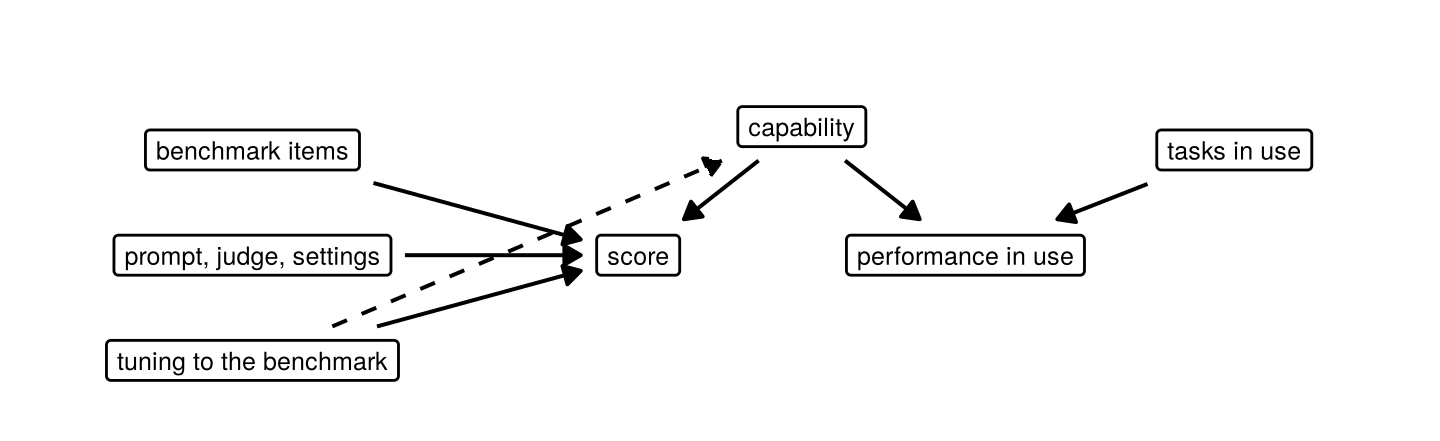 capability
benchmark items
tasks in use
prompt, judge, settings
score
performance in use
tuning to the benchmark